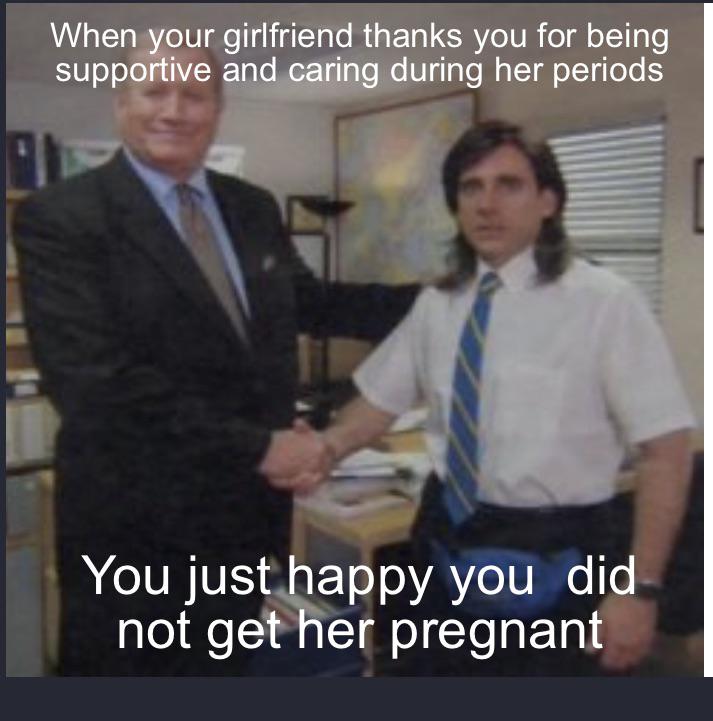 When your girlfriend thanks you for being
supportive and caring during her periods
You just happy you did
not get her pregnant